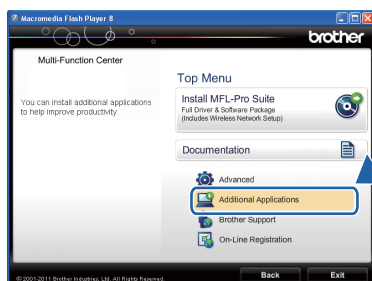 Macromedia Flash Player 8
brother
Multi-Function Center
You can install additional applications
to help improve productivity.
Top Menu
Install MFL-Pro Suite
Full Driver & Software Package
(Includes Wireless Network Setup)
Documentation
Advanced
Additional Applications
Brother Support
On-Line Registration
© 2001-2011 Brother Industries, Ltd. All Rights Reserved.
Back
Exit